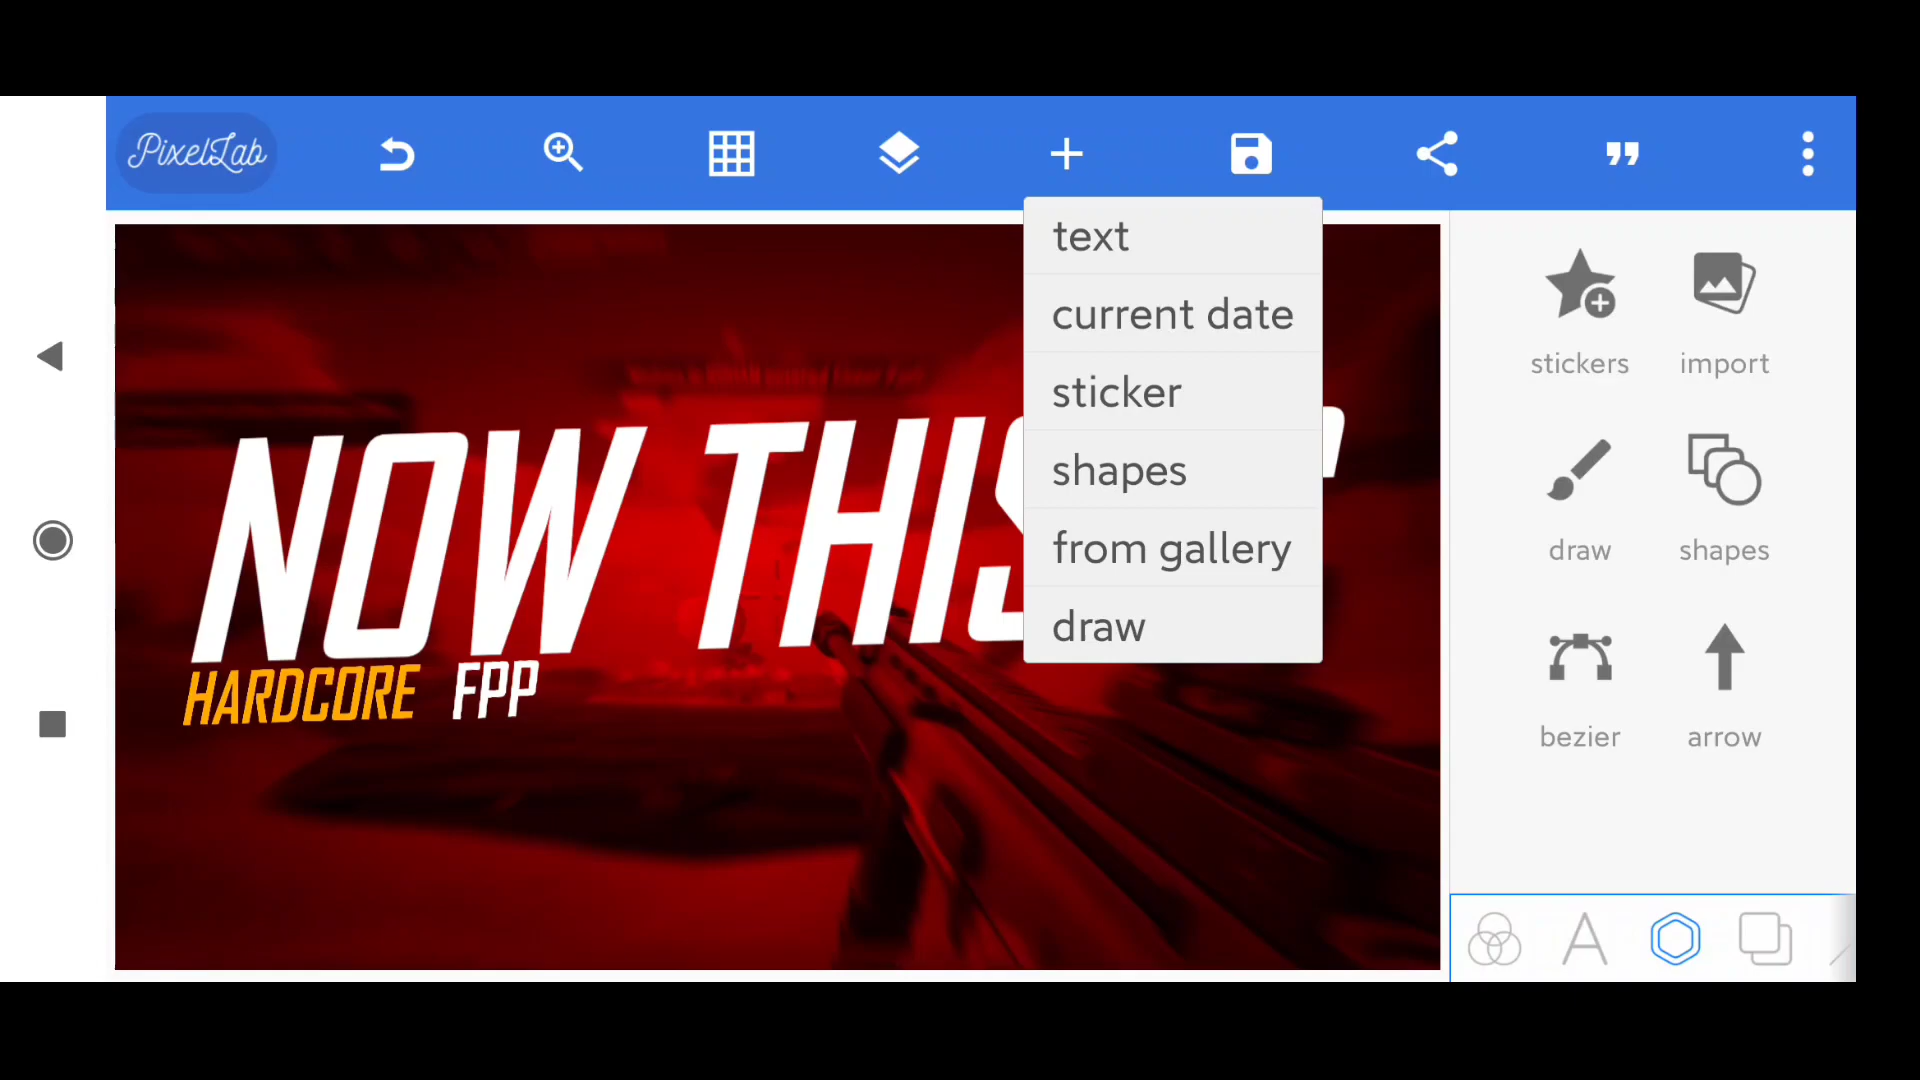 PixelLab
text
current date
sticker
shapes
from gallery
draw
NOW THIS
HARDCORE FPP
stickers
import
draw
shapes
bezier
arrow